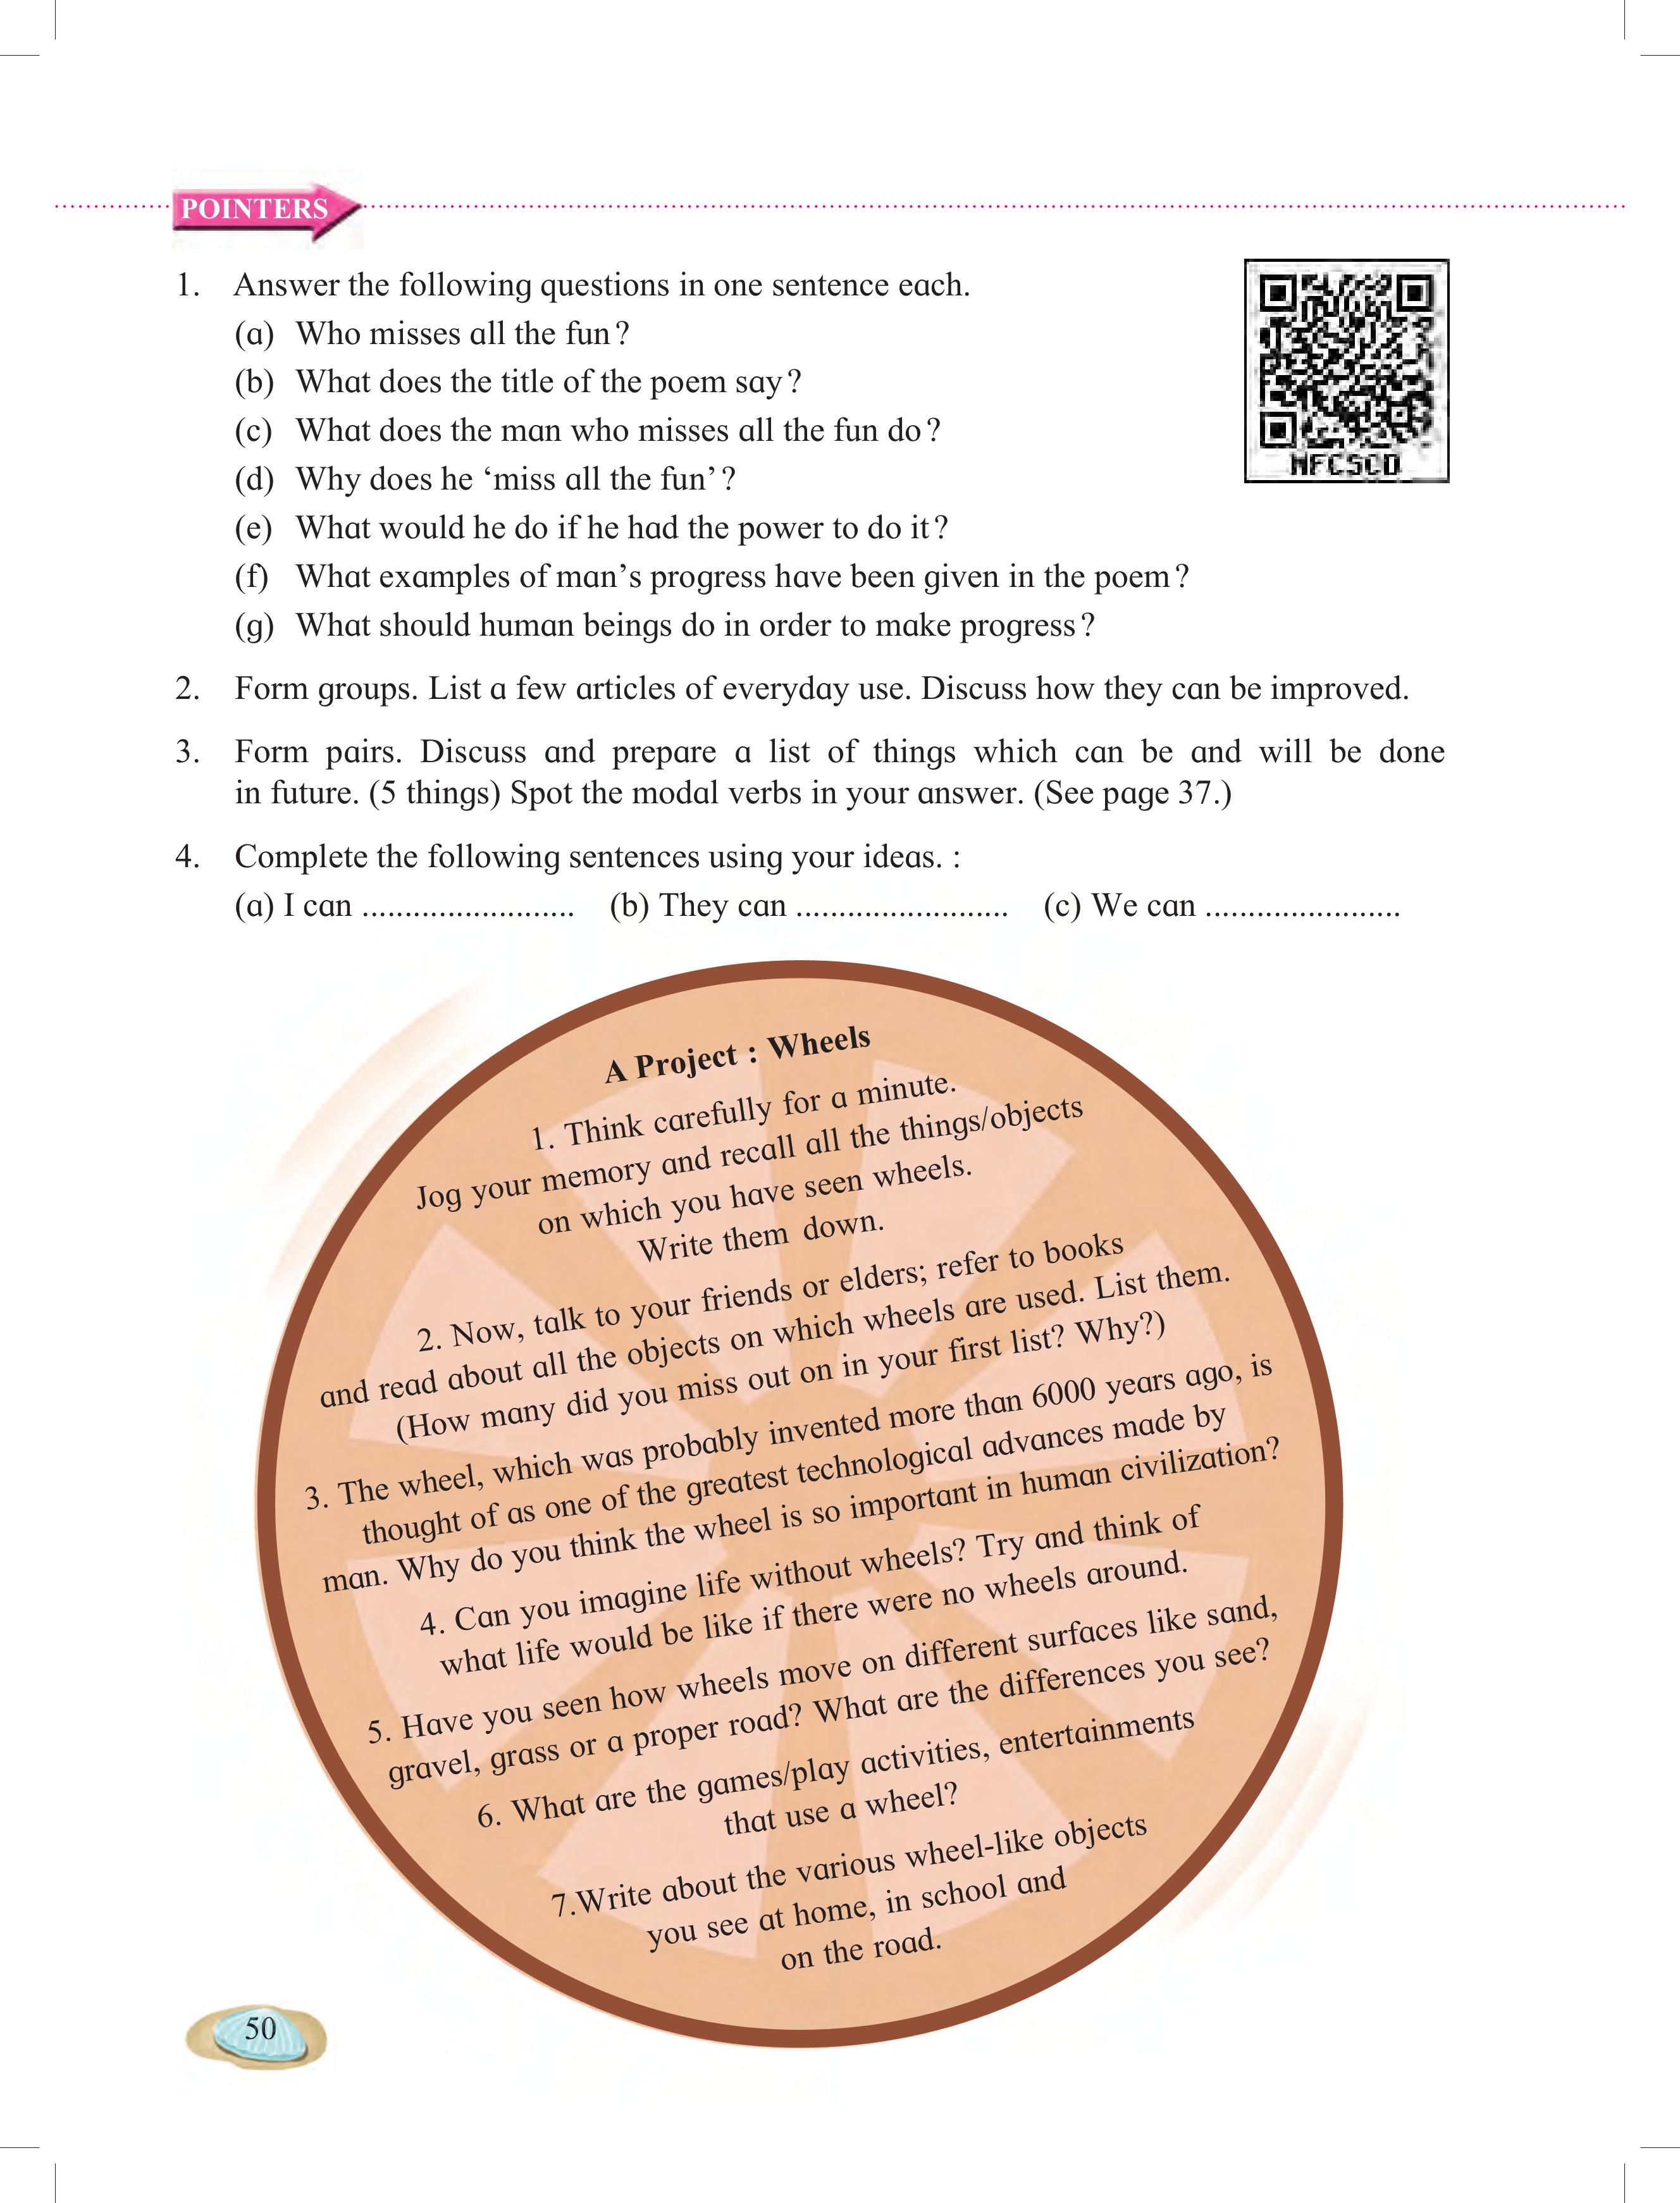 POINTERS
1. Answer the following questions in one sentence each.
(a) Who misses all the fun?
(b) What does the title of the poem say?
(c) What does the man who misses all the fun do?
(d) Why does he ‘miss all the fun’?
(e) What would he do if he had the power to do it?
(f) What examples of man’s progress have been given in the poem?
(g) What should human beings do in order to make progress?
MFCSCD
2. Form groups. List a few articles of everyday use. Discuss how they can be improved.
3. Form pairs. Discuss and prepare a list of things which can be and will be done
in future. (5 things) Spot the modal verbs in your answer. (See page 37.)
4. Complete the following sentences using your ideas. :
(a) I can ......................... (b) They can ......................... (c) We can .......................
A Project : Wheels
1. Think carefully for a minute.
Jog your memory and recall all the things/objects
on which you have seen wheels.
Write them down.
2. Now, talk to your friends or elders; refer to books
and read about all the objects on which wheels are used. List them.
(How many did you miss out on in your first list? Why?)
3. The wheel, which was probably invented more than 6000 years ago, is
thought of as one of the greatest technological advances made by
man. Why do you think the wheel is so important in human civilization?
4. Can you imagine life without wheels? Try and think of
what life would be like if there were no wheels around.
5. Have you seen how wheels move on different surfaces like sand,
gravel, grass or a proper road? What are the differences you see?
6. What are the games/play activities, entertainments
that use a wheel?
7.Write about the various wheel-like objects
you see at home, in school and
on the road.
50